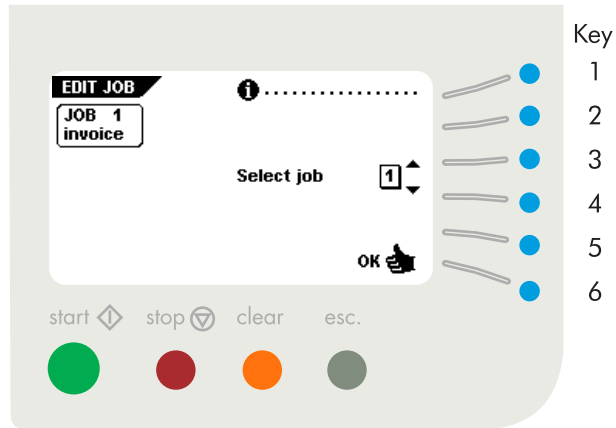 Key
EDIT JOB
JOB 1
invoice
Select job 1
OK
1
2
3
4
5
6
start stop clear esc.